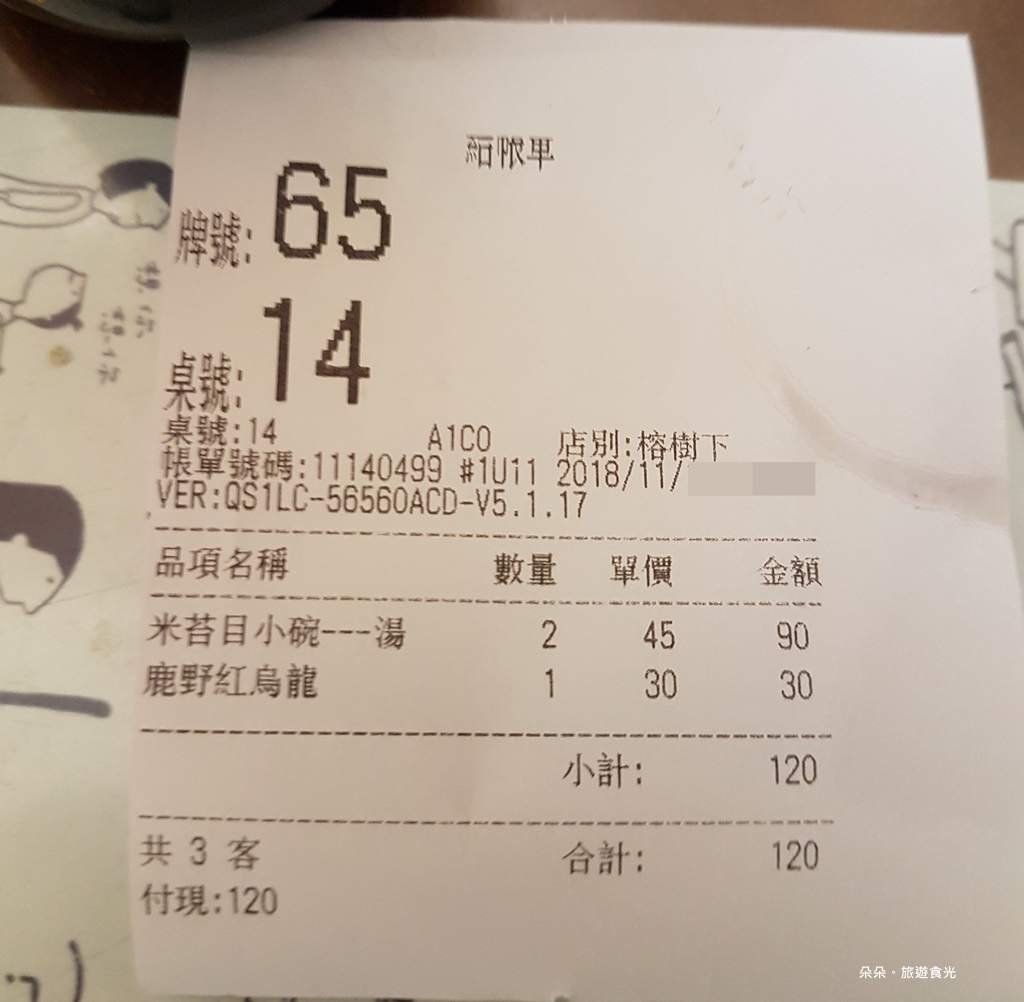 結帳單
牌號: 65
桌號: 14
桌號:14 A1C0 店別:榕樹下
帳單號碼:11140499 #1U11 2018/11/
VER:QS1LC-56560ACD-V5.1.17
品項名稱 數量 單價 金額
米苔目小碗---湯 2 45 90
鹿野紅烏龍 1 30 30
小計: 120
共 3 客 合計: 120
付現:120
朵朵。旅遊食光